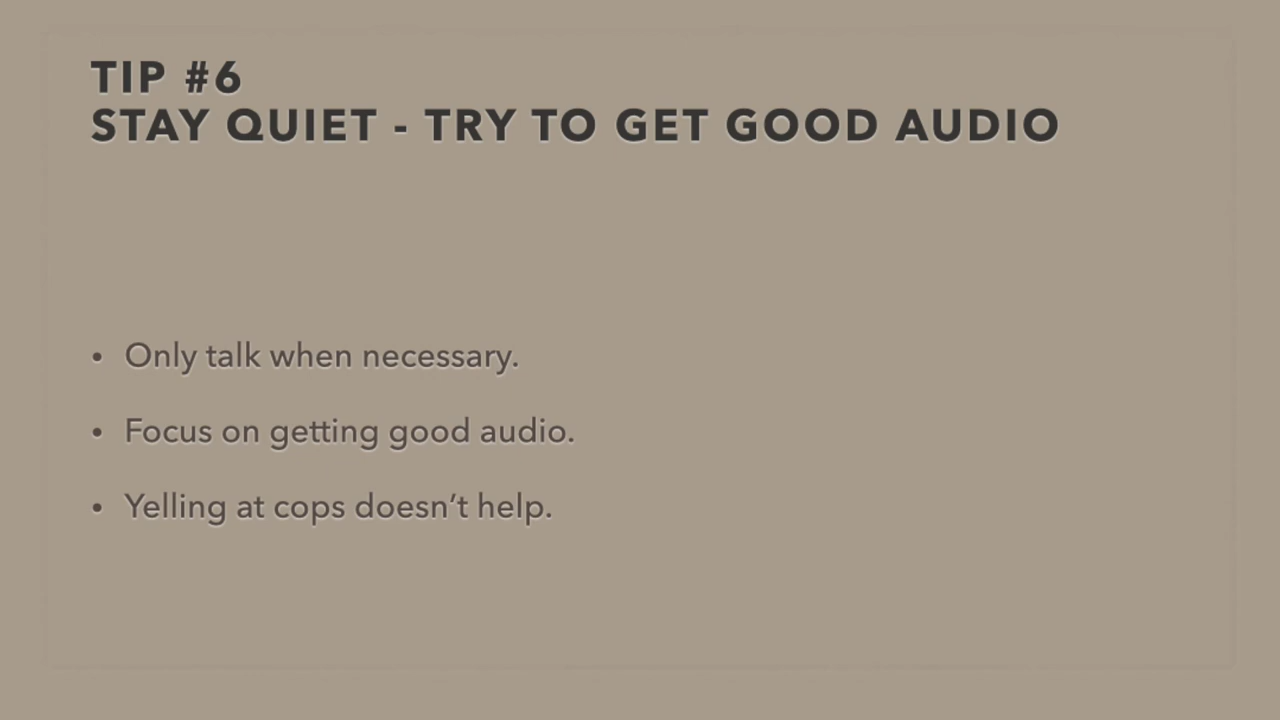 TIP #6
STAY QUIET - TRY TO GET GOOD AUDIO
• Only talk when necessary.
• Focus on getting good audio.
• Yelling at cops doesn’t help.